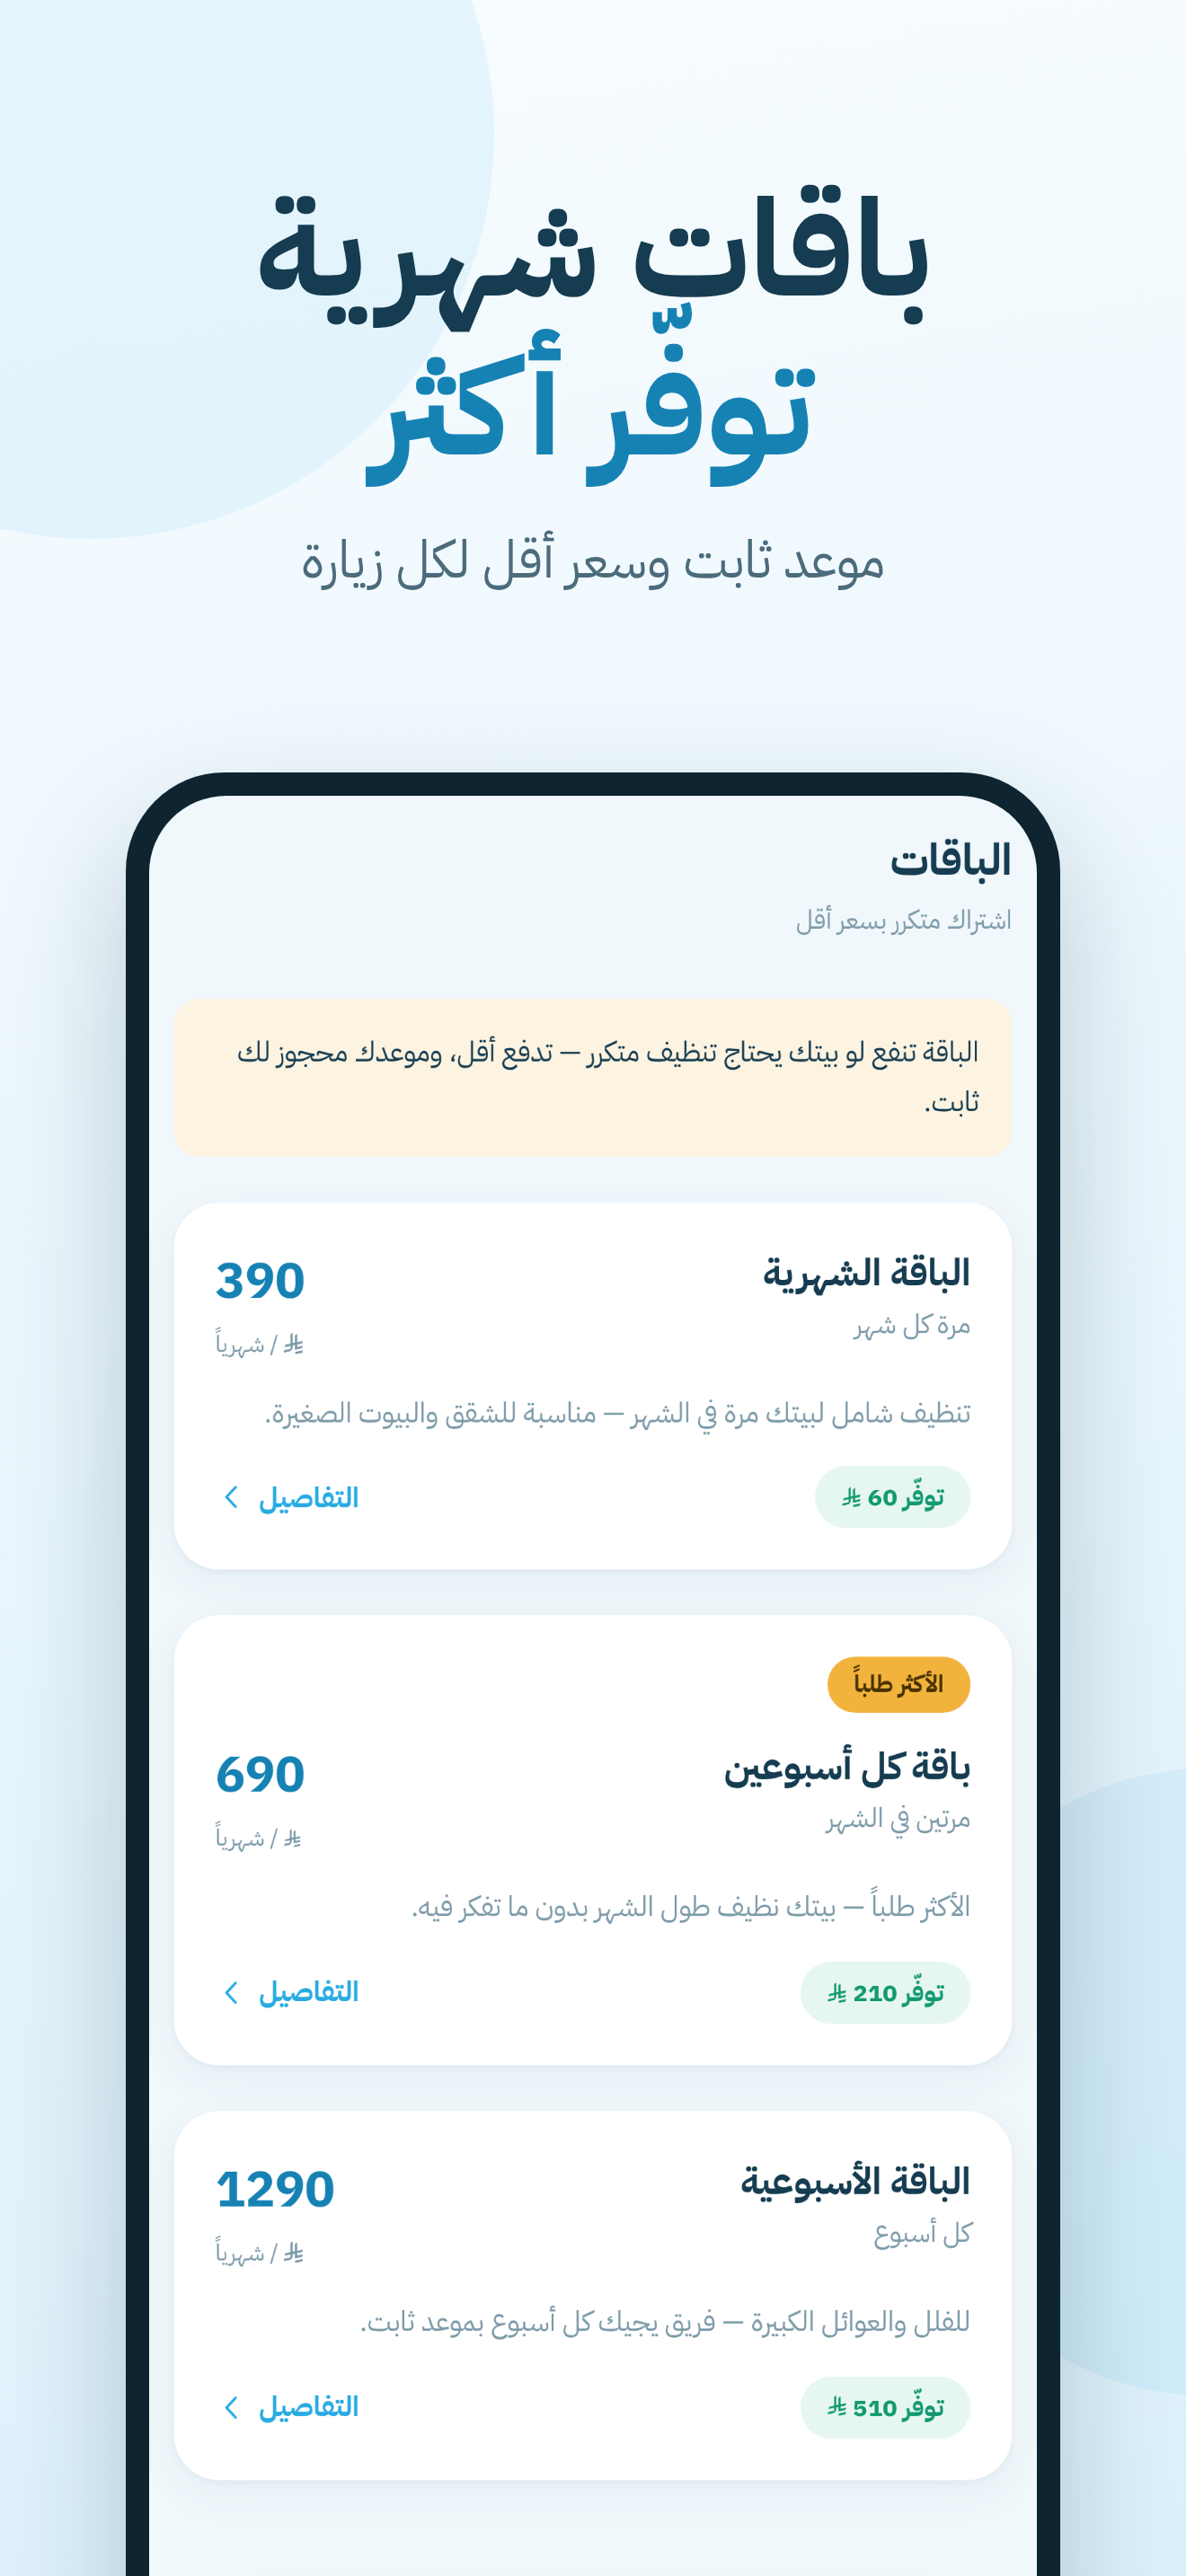 باقات شهرية
توفّر أكثر
موعد ثابت وسعر أقل لكل زيارة
الباقات
اشتراك متكرر بسعر أقل
الباقة تنفع لو بيتك يحتاج تنظيف متكرر — تدفع أقل، وموعدك محجوز لك
ثابت.
الباقة الشهرية
390
مرة كل شهر
⃁ / شهرياً
تنظيف شامل لبيتك مرة في الشهر — مناسبة للشقق والبيوت الصغيرة.
توفّر 60 ⃁
التفاصيل
الأكثر طلباً
باقة كل أسبوعين
690
مرتين في الشهر
⃁ / شهرياً
الأكثر طلباً — بيتك نظيف طول الشهر بدون ما تفكر فيه.
توفّر 210 ⃁
التفاصيل
الباقة الأسبوعية
1290
كل أسبوع
⃁ / شهرياً
للفلل والعوائل الكبيرة — فريق يجيك كل أسبوع بموعد ثابت.
توفّر 510 ⃁
التفاصيل